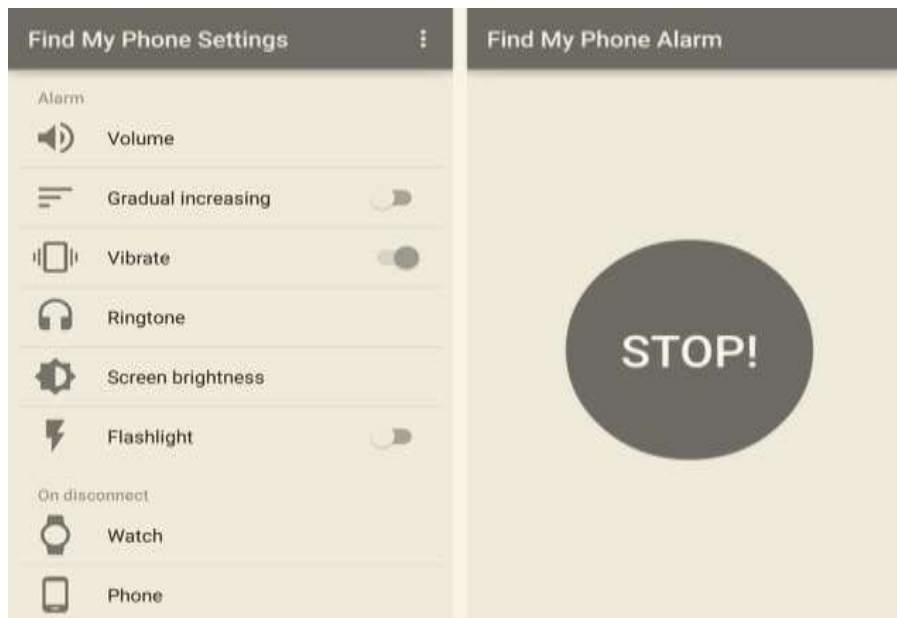 Find My Phone Settings
Alarm
Volume
Gradual increasing
Vibrate
Ringtone
Screen brightness
Flashlight
On disconnect
Watch
Phone
Find My Phone Alarm
STOP!